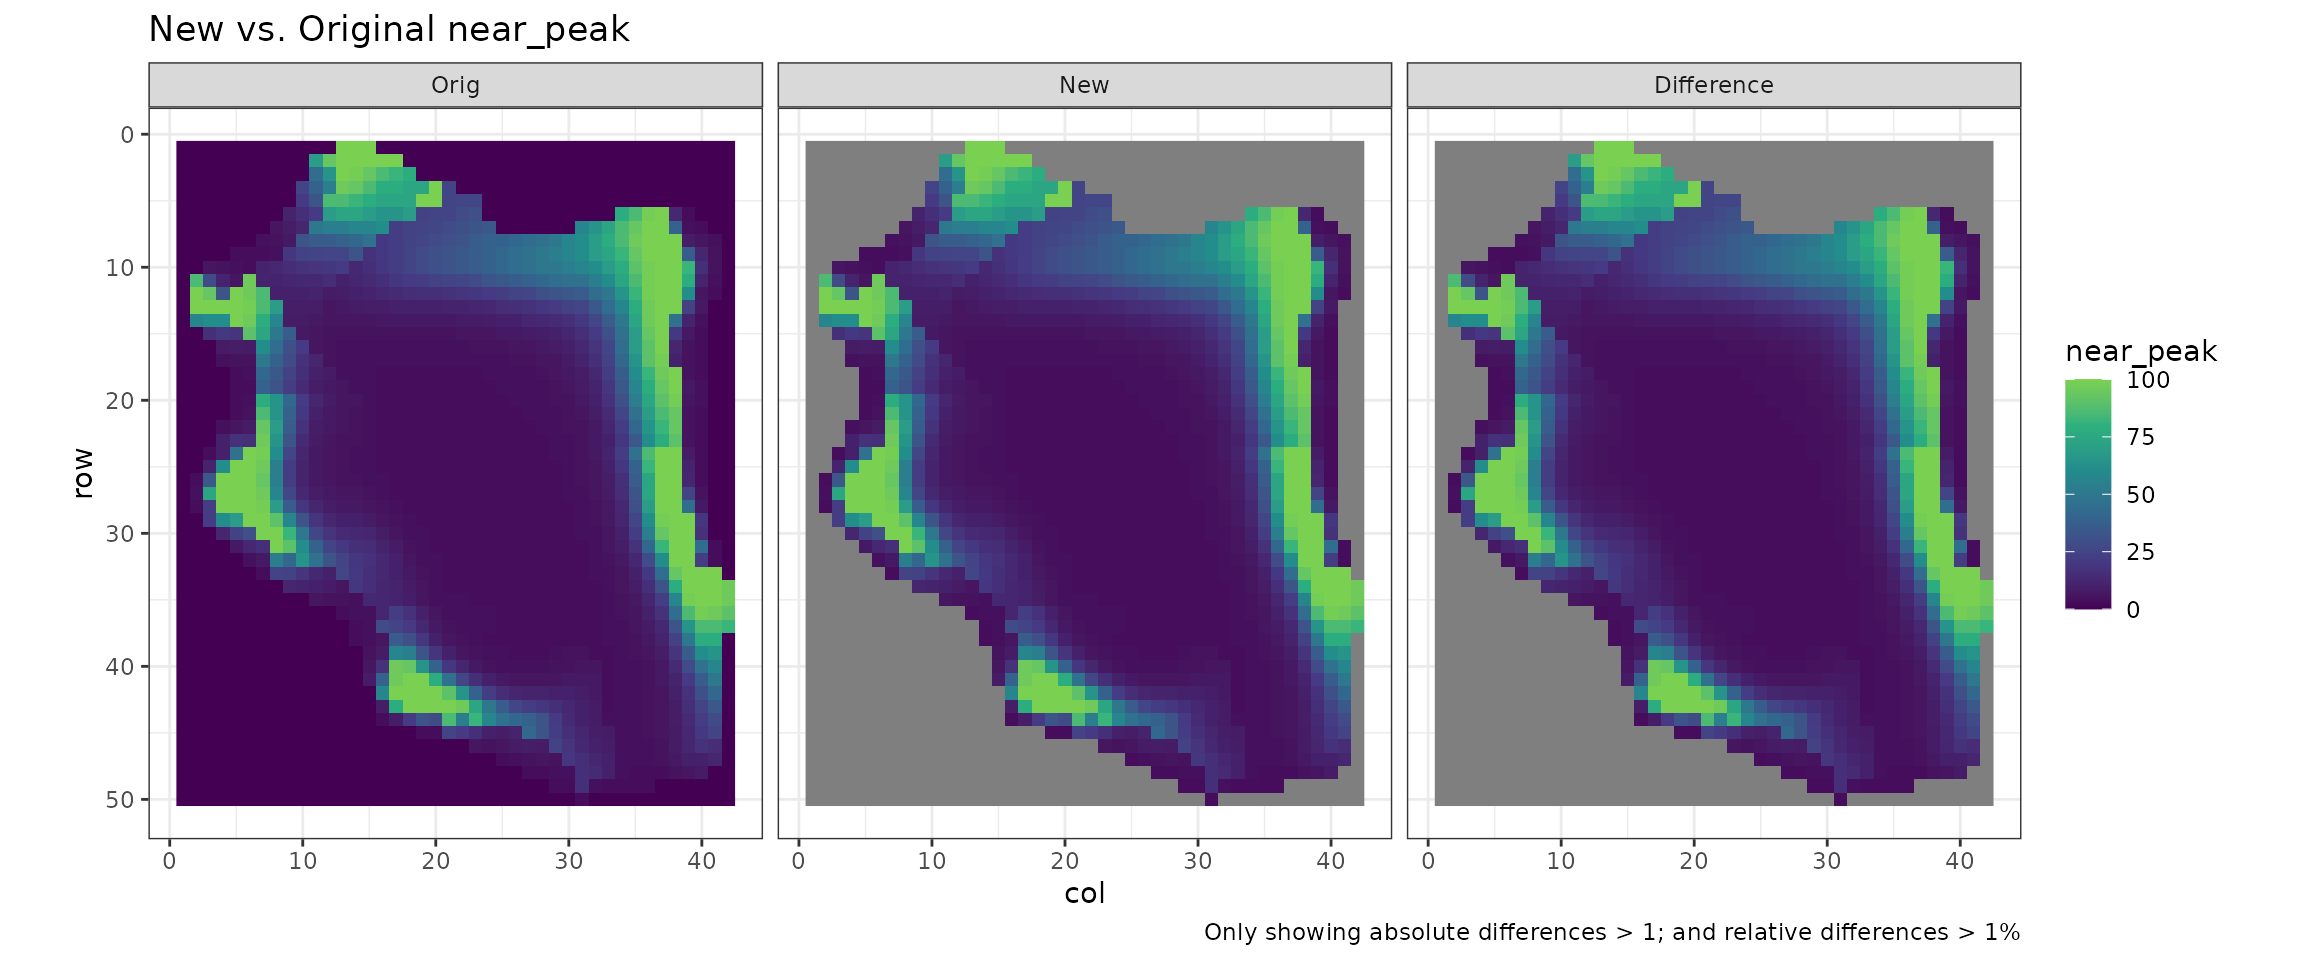 New vs. Original near_peak
Orig
New
Difference
0
10
20
30
40
50
row
0 10 20 30 40
0 10 20 30 40
0 10 20 30 40
col
near_peak
100
75
50
25
0
Only showing absolute differences > 1; and relative differences > 1%